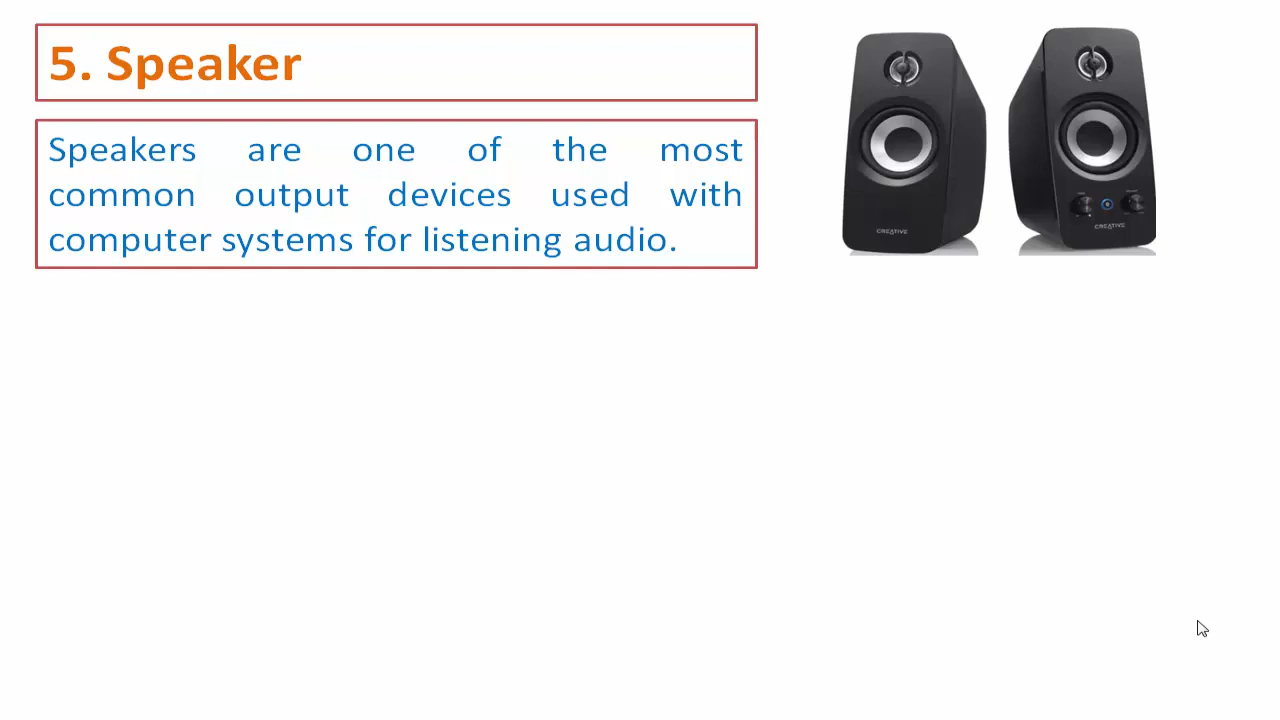 5. Speaker
Speakers are one of the most
common output devices used with
computer systems for listening audio.
CREATIVE
CREATIVE